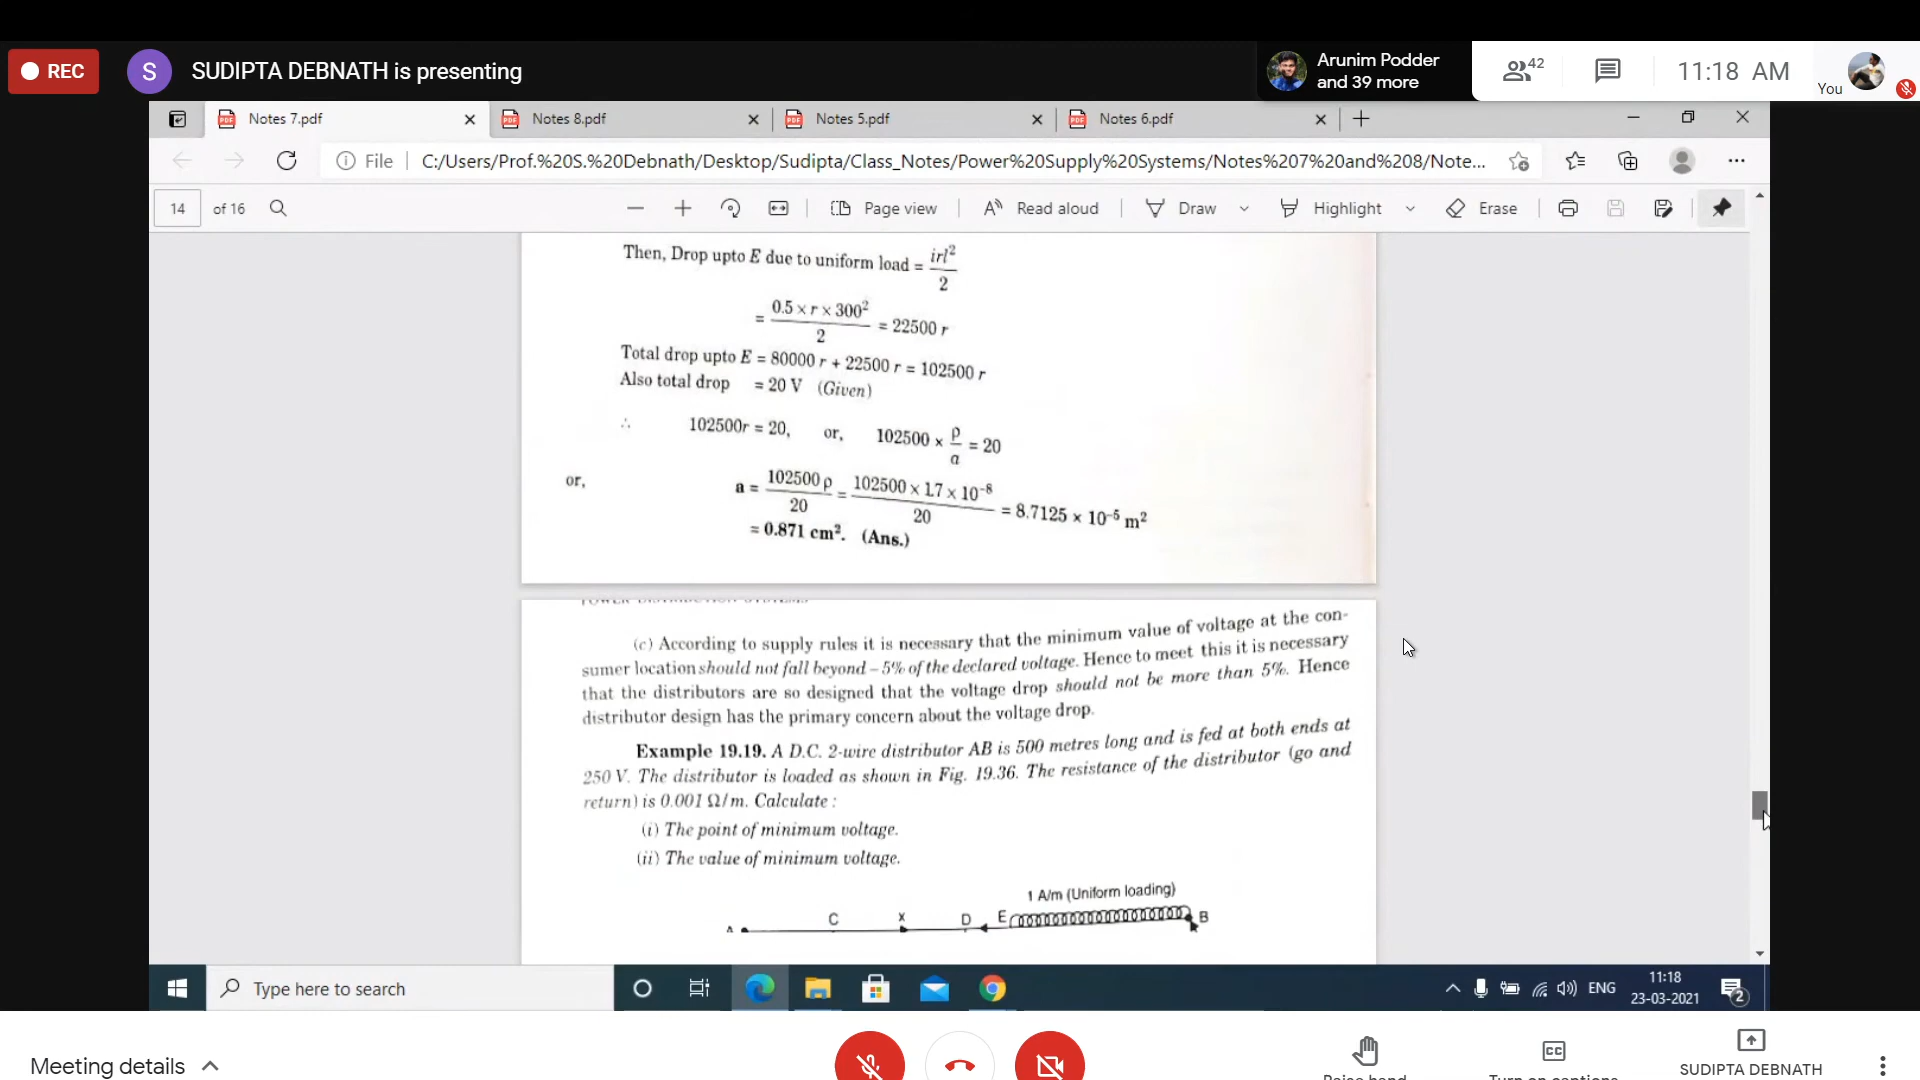 REC
S
SUDIPTA DEBNATH is presenting
Arunim Podder
and 39 more
42
11:18 AM
You
Notes 7.pdf
Notes 8.pdf
Notes 5.pdf
Notes 6.pdf
File
C:/Users/Prof.%20S.%20Debnath/Desktop/Sudipta/Class_Notes/Power%20Supply%20Systems/Notes%207%20and%208/Note...
14 of 16
Page view
Read aloud
Draw
Highlight
Erase
Then, Drop upto E due to uniform load = irl²/2
= 0.5 × r × 300²/2 = 22500 r
Total drop upto E = 80000 r + 22500 r = 102500 r
Also total drop = 20 V (Given)
∴ 102500r = 20, or, 102500 × ρ/a = 20
or, a = 102500 ρ/20 = 102500 × 1.7 × 10⁻⁸/20 = 8.7125 × 10⁻⁵ m²
= 0.871 cm². (Ans.)
(c) According to supply rules it is necessary that the minimum value of voltage at the con-
sumer location should not fall beyond – 5% of the declared voltage. Hence to meet this it is necessary
that the distributors are so designed that the voltage drop should not be more than 5%. Hence
distributor design has the primary concern about the voltage drop.
Example 19.19. A D.C. 2-wire distributor AB is 500 metres long and is fed at both ends at
250 V. The distributor is loaded as shown in Fig. 19.36. The resistance of the distributor (go and
return) is 0.001 Ω/m. Calculate :
(i) The point of minimum voltage.
(ii) The value of minimum voltage.
1 A/m (Uniform loading)
A C x D E B
Type here to search
ENG
11:18
23-03-2021
2
Meeting details
Raise hand
Turn on captions
SUDIPTA DEBNATH